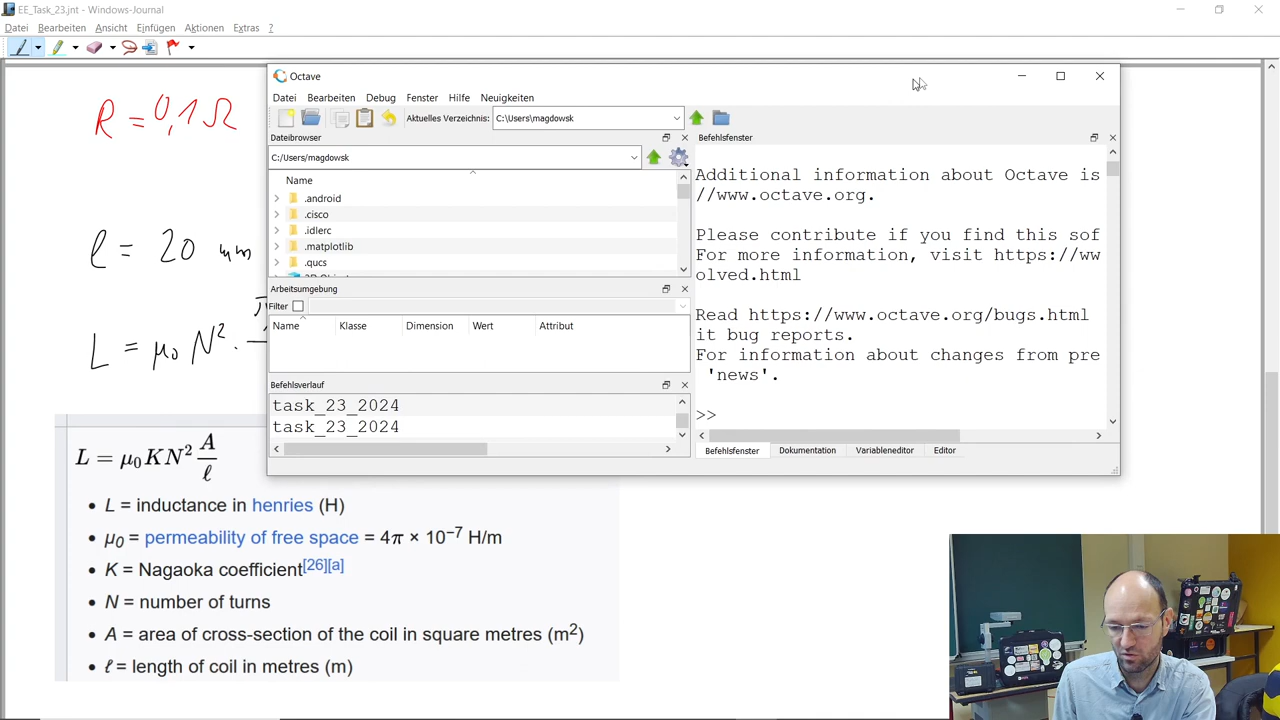 EE_Task_23.jnt - Windows-Journal
Datei Bearbeiten Ansicht Einfügen Aktionen Extras ?
R = 0,1 Ω
ℓ = 20 mm
L = μ0 N² · π
Octave
Datei Bearbeiten Debug Fenster Hilfe Neuigkeiten
Aktuelles Verzeichnis: C:\Users\magdowsk
Dateibrowser
C:/Users/magdowsk
Name
.android
.cisco
.idlerc
.matplotlib
.qucs
Arbeitsumgebung
Filter
Name Klasse Dimension Wert Attribut
Befehlsverlauf
task_23_2024
task_23_2024
Befehlsfenster
Additional information about Octave is
//www.octave.org.
Please contribute if you find this sof
For more information, visit https://ww
olved.html
Read https://www.octave.org/bugs.html
it bug reports.
For information about changes from pre
'news'.
>>
Befehlsfenster Dokumentation Variableneditor Editor
L = μ0 K N² A/ℓ
• L = inductance in henries (H)
• μ0 = permeability of free space = 4π × 10−7 H/m
• K = Nagaoka coefficient[26][a]
• N = number of turns
• A = area of cross-section of the coil in square metres (m2)
• ℓ = length of coil in metres (m)